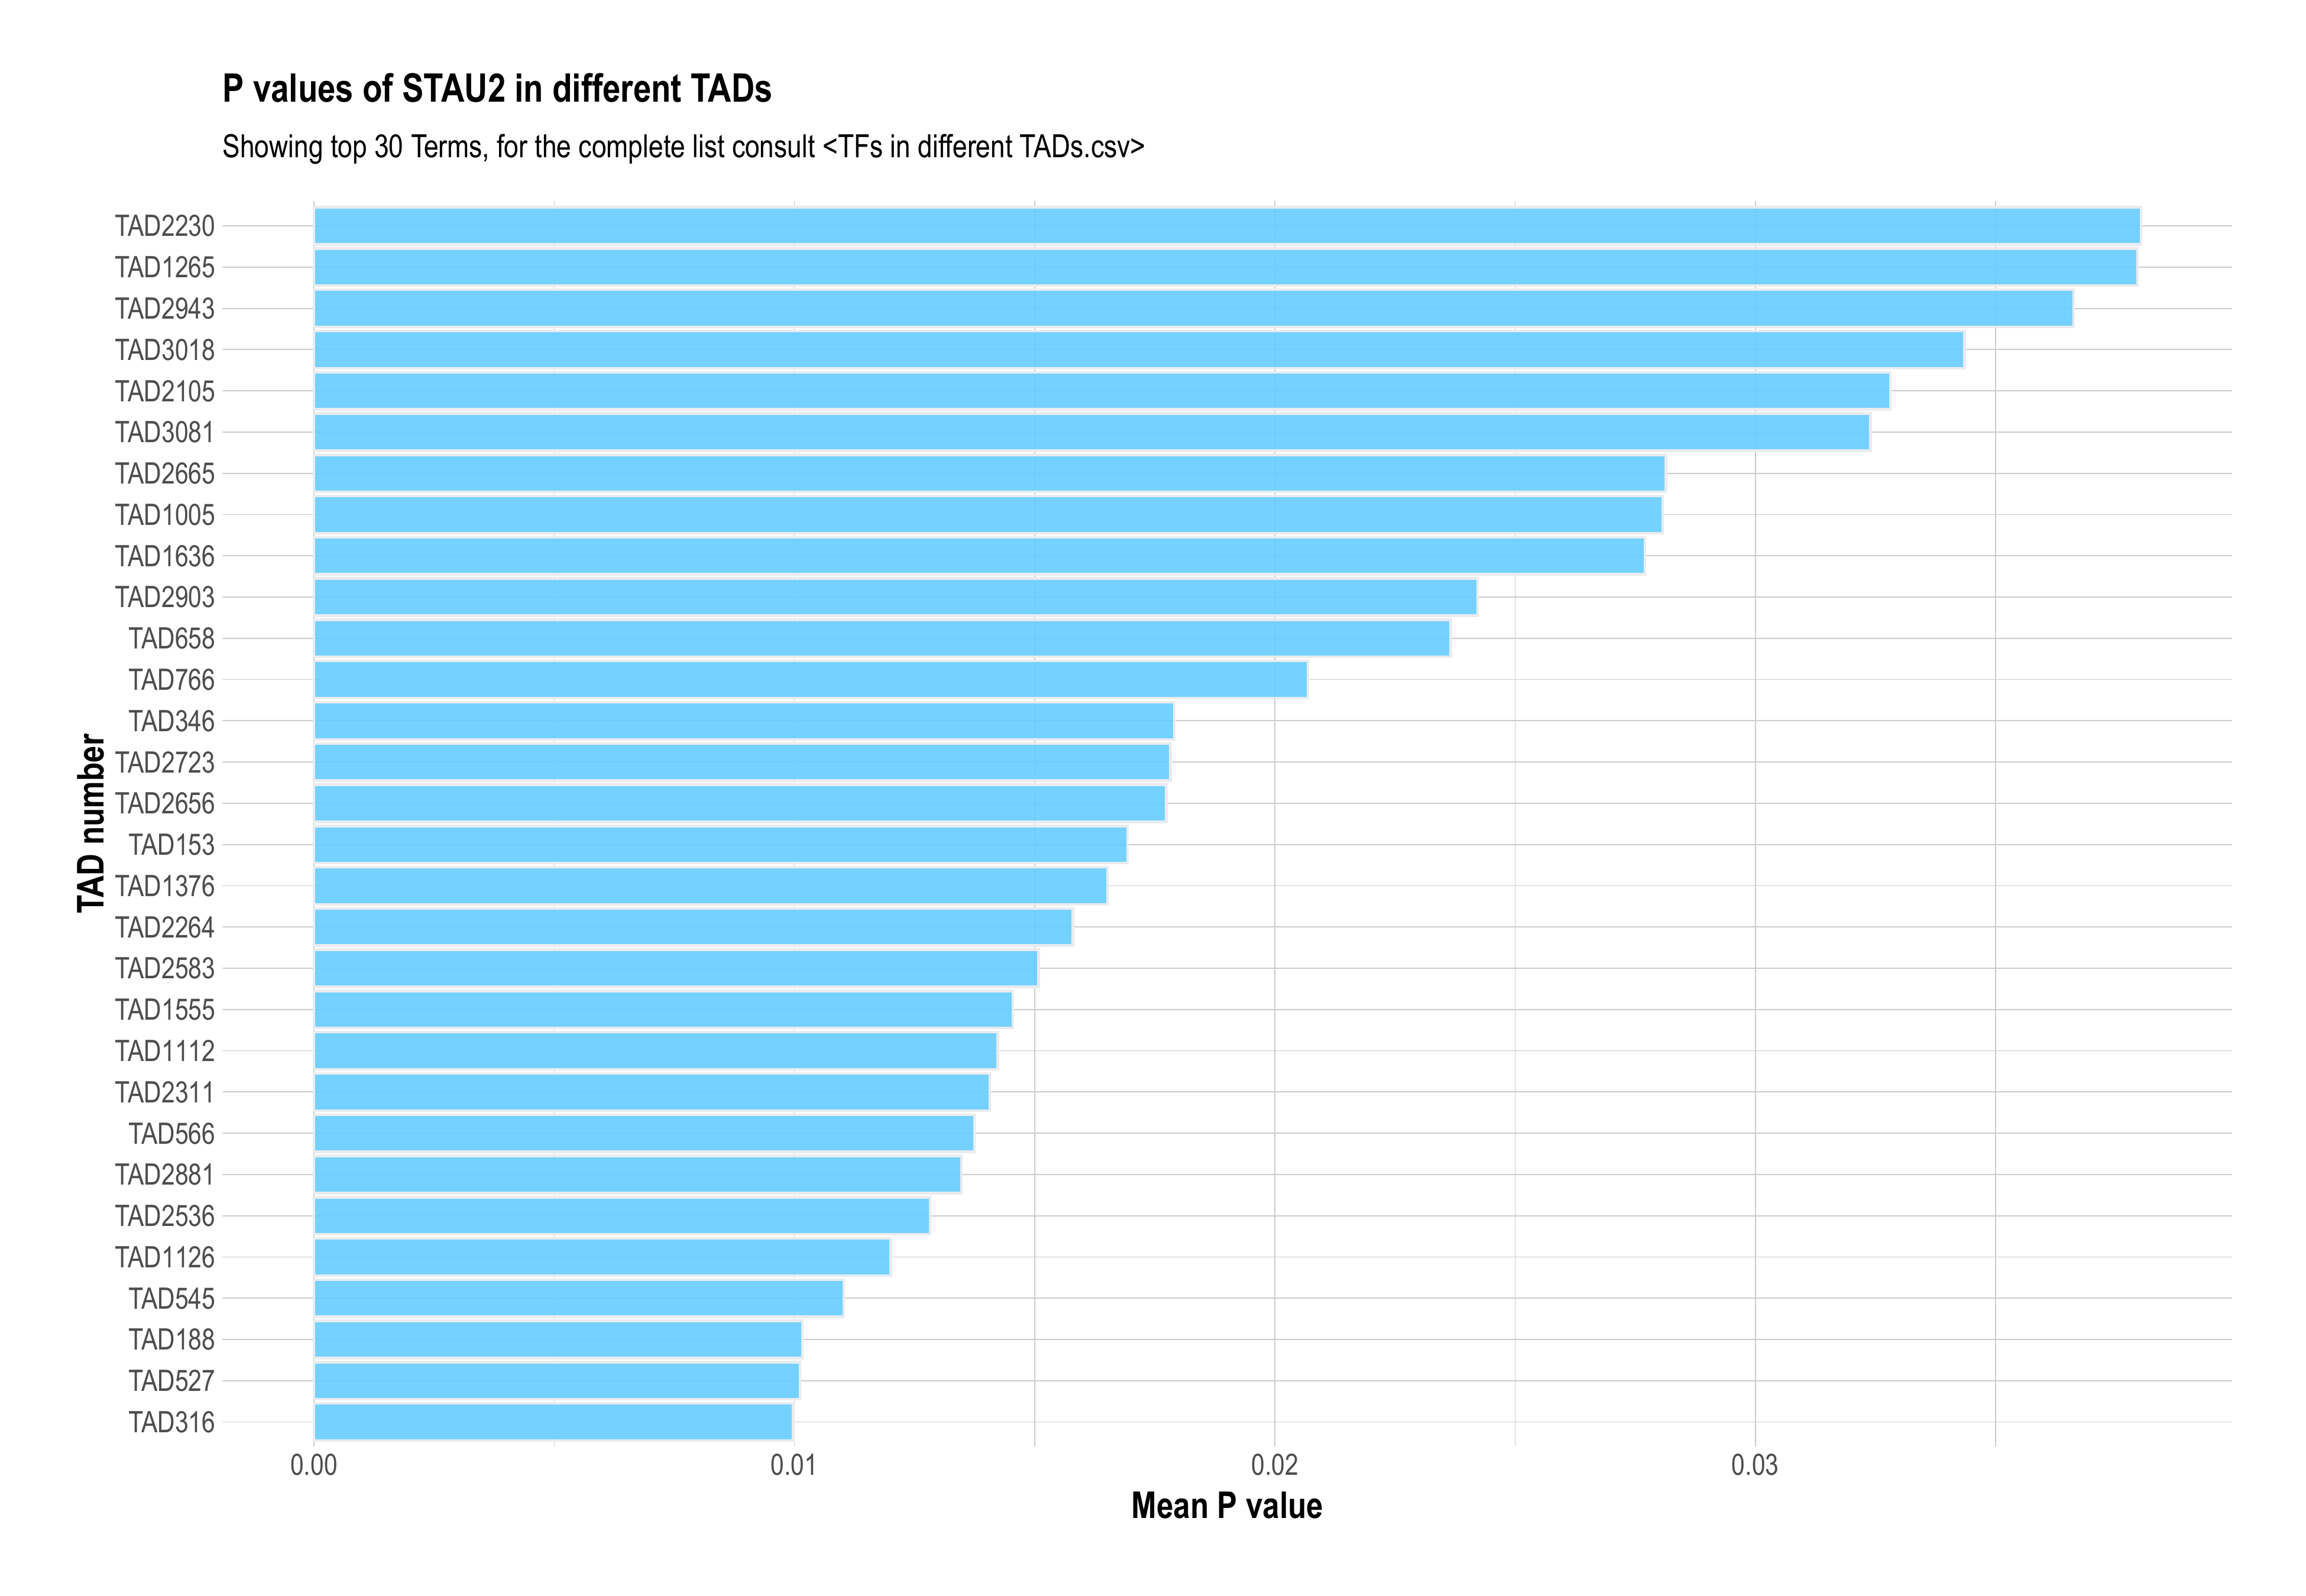 P values of STAU2 in different TADs
Showing top 30 Terms, for the complete list consult <TFs in different TADs.csv>
TAD2230
TAD1265
TAD2943
TAD3018
TAD2105
TAD3081
TAD2665
TAD1005
TAD1636
TAD2903
TAD658
TAD766
TAD346
TAD2723
TAD2656
TAD153
TAD1376
TAD2264
TAD2583
TAD1555
TAD1112
TAD2311
TAD566
TAD2881
TAD2536
TAD1126
TAD545
TAD188
TAD527
TAD316
TAD number
0.00 0.01 0.02 0.03
Mean P value